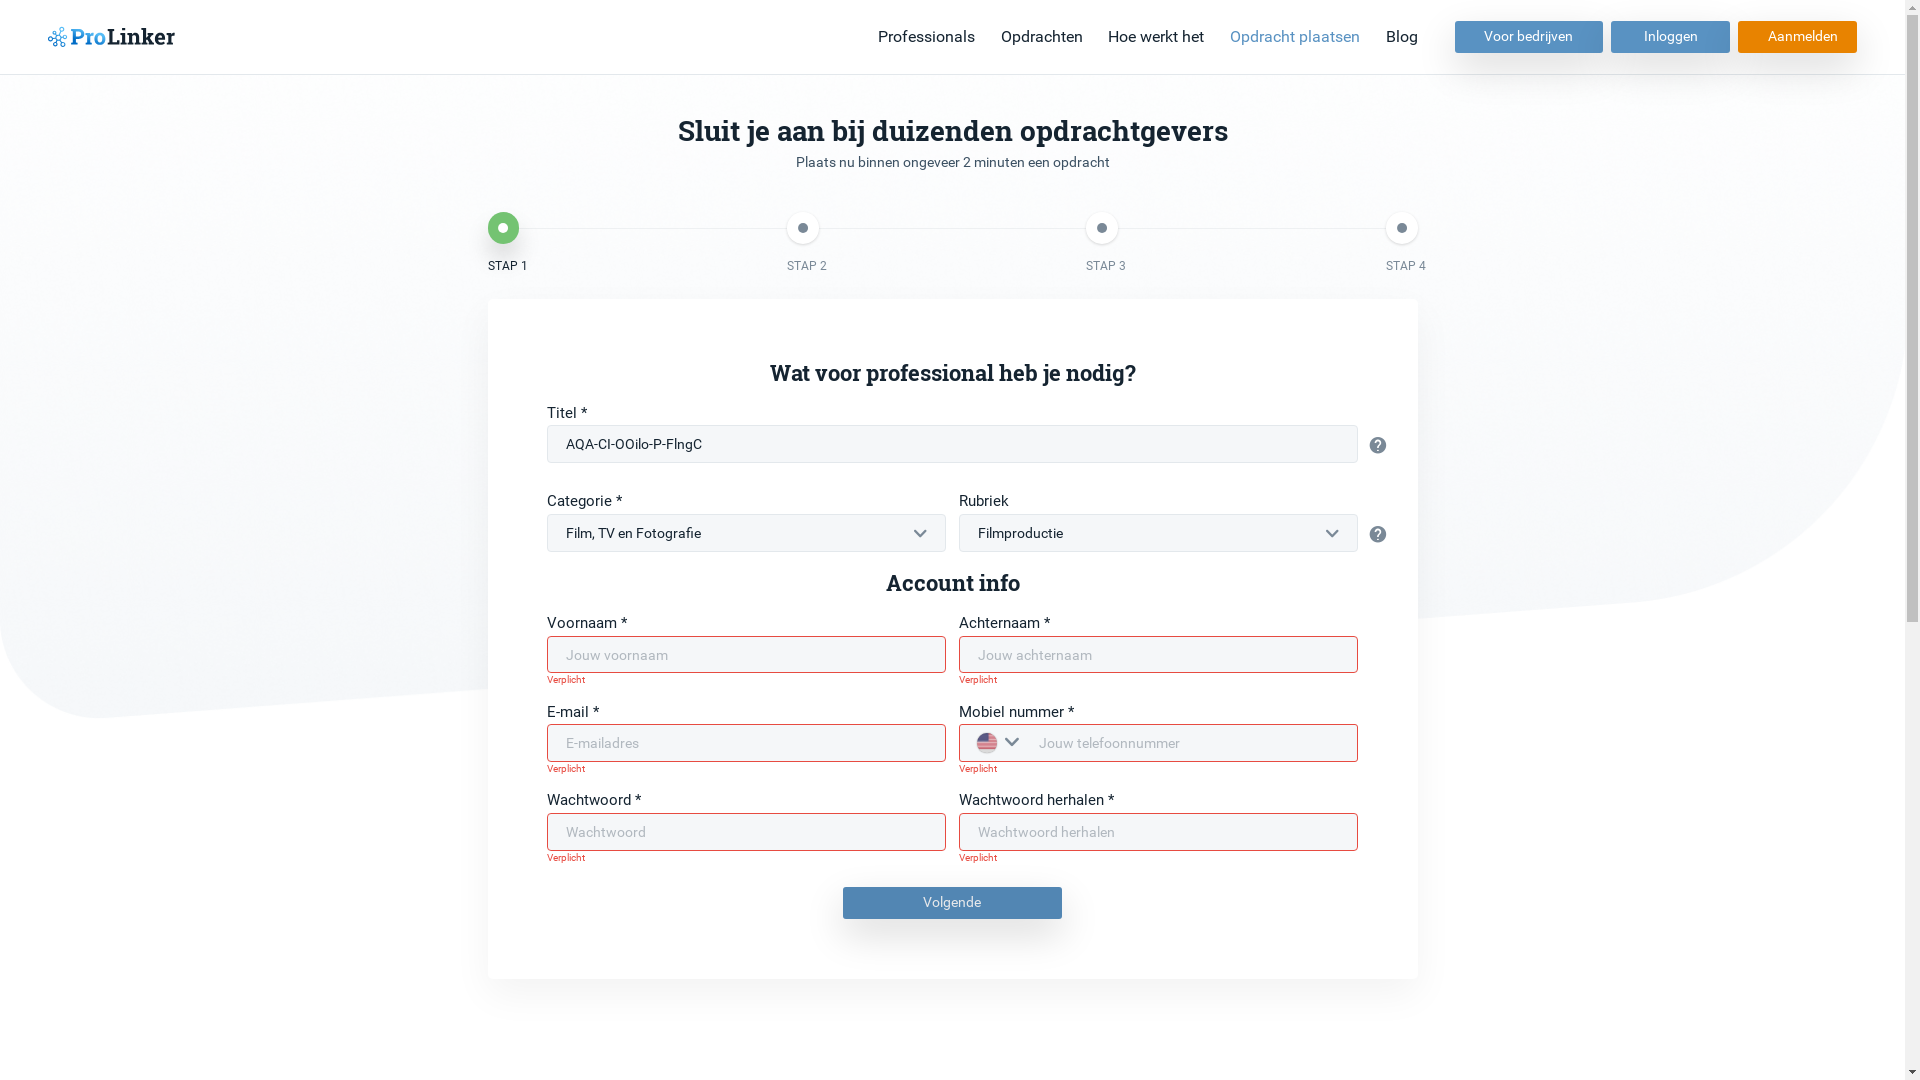 ProLinker
Professionals Opdrachten Hoe werkt het Opdracht plaatsen Blog Voor bedrijven Inloggen Aanmelden
Sluit je aan bij duizenden opdrachtgevers
Plaats nu binnen ongeveer 2 minuten een opdracht
STAP 1 STAP 2 STAP 3 STAP 4
Wat voor professional heb je nodig?
Titel *
AQA-CI-OOilo-P-FlngC
Categorie * Rubriek
Film, TV en Fotografie Filmproductie
Account info
Voornaam * Achternaam *
Jouw voornaam Jouw achternaam
Verplicht Verplicht
E-mail * Mobiel nummer *
E-mailadres Jouw telefoonnummer
Verplicht Verplicht
Wachtwoord * Wachtwoord herhalen *
Wachtwoord Wachtwoord herhalen
Verplicht Verplicht
Volgende